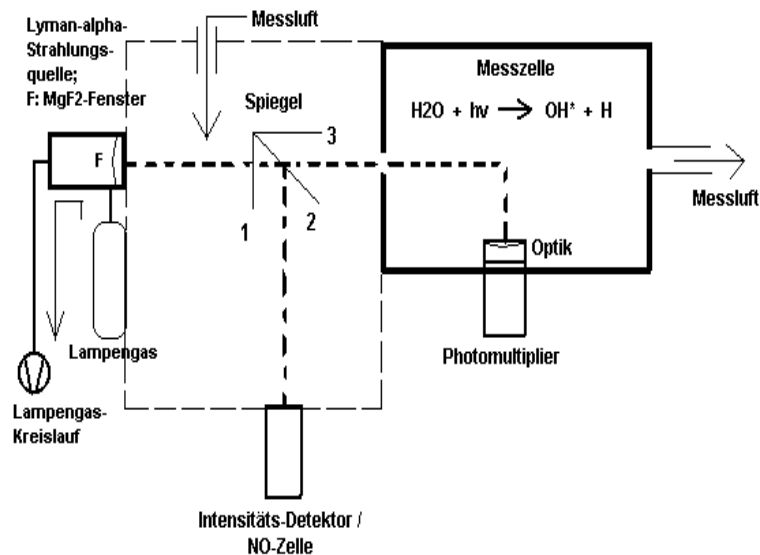 Lyman-alpha-
Strahlungs-
quelle;
F: MgF2-Fenster
Messluft
Messzelle
H2O + hv → OH* + H
Spiegel
3
F
1
2
Messluft
Optik
Lampengas
Photomultiplier
Lampengas-
Kreislauf
Intensitäts-Detektor /
NO-Zelle